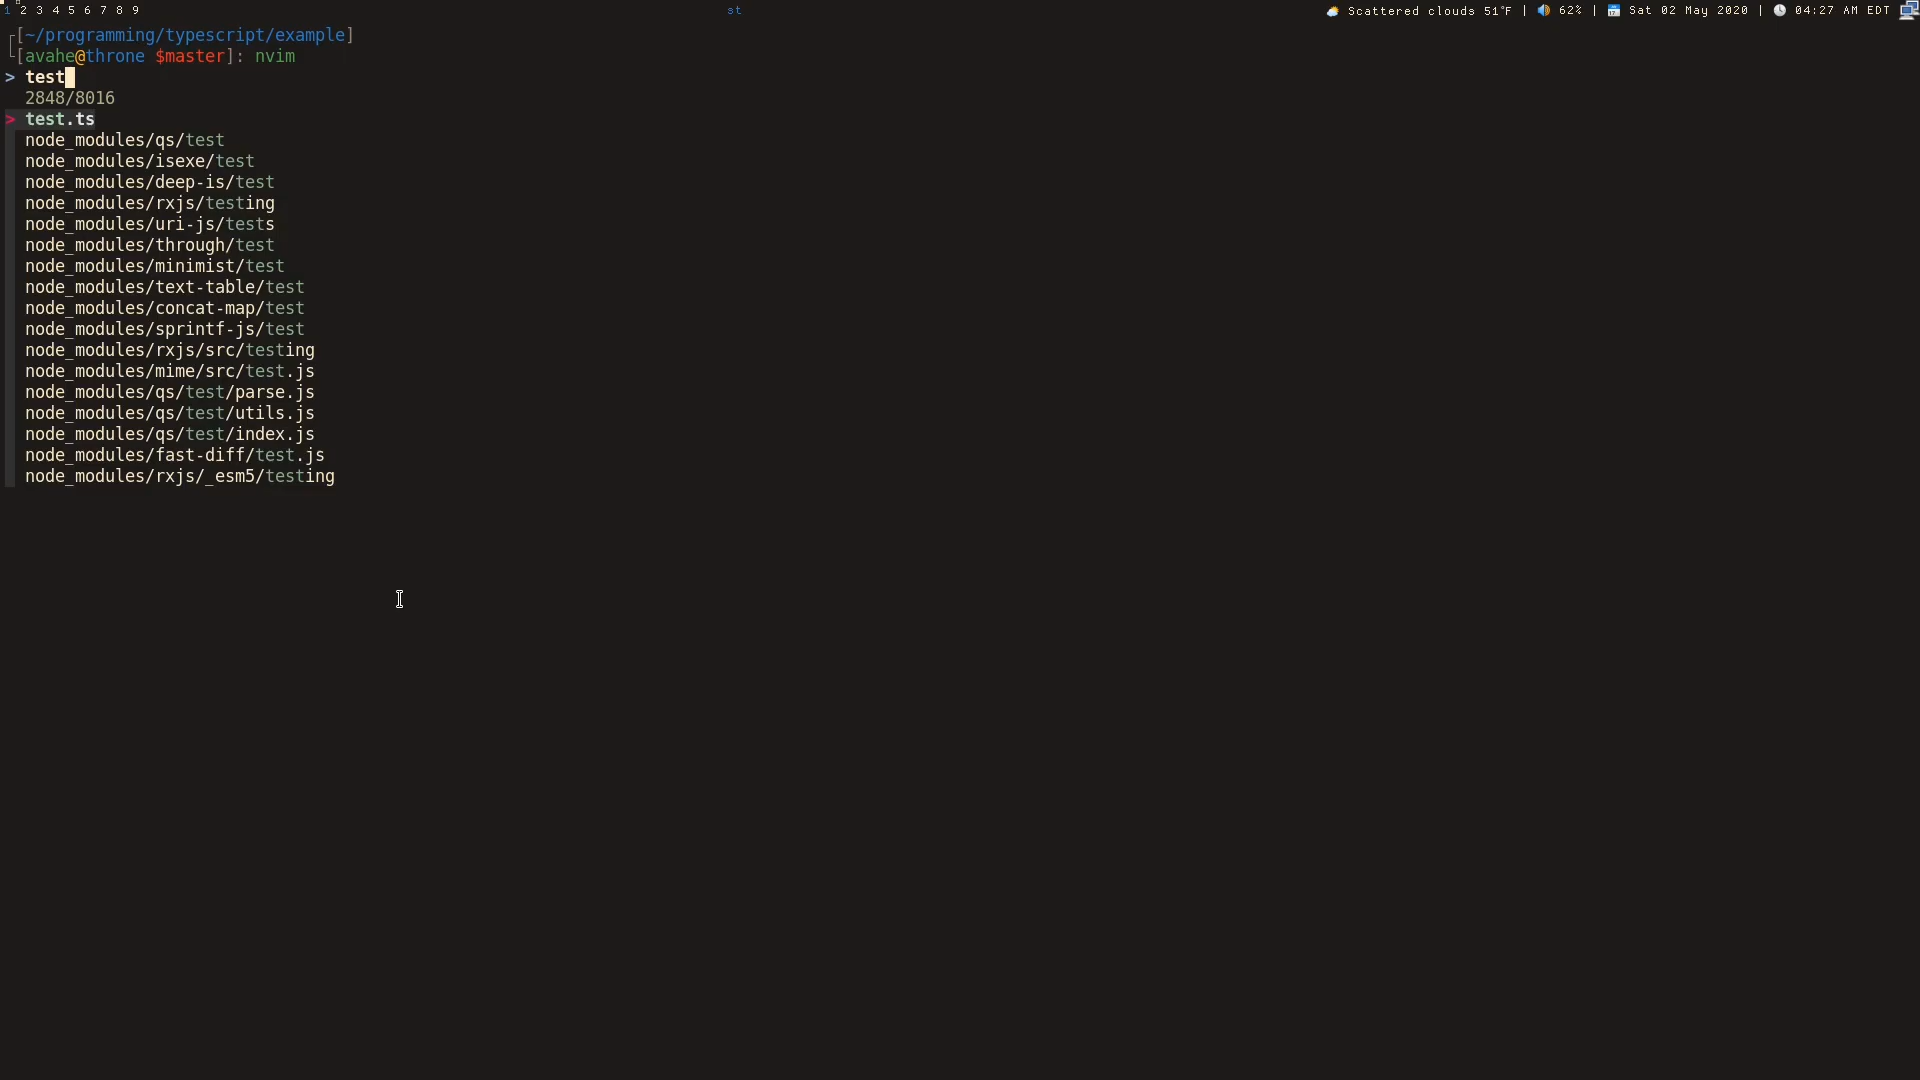 1 2 3 4 5 6 7 8 9 st Scattered clouds 51°F | 62% | Sat 02 May 2020 | 04:27 AM EDT
┌[~/programming/typescript/example]
└[avahe@throne $master]: nvim
> test
2848/8016
> test.ts
node_modules/qs/test
node_modules/isexe/test
node_modules/deep-is/test
node_modules/rxjs/testing
node_modules/uri-js/tests
node_modules/through/test
node_modules/minimist/test
node_modules/text-table/test
node_modules/concat-map/test
node_modules/sprintf-js/test
node_modules/rxjs/src/testing
node_modules/mime/src/test.js
node_modules/qs/test/parse.js
node_modules/qs/test/utils.js
node_modules/qs/test/index.js
node_modules/fast-diff/test.js
node_modules/rxjs/_esm5/testing